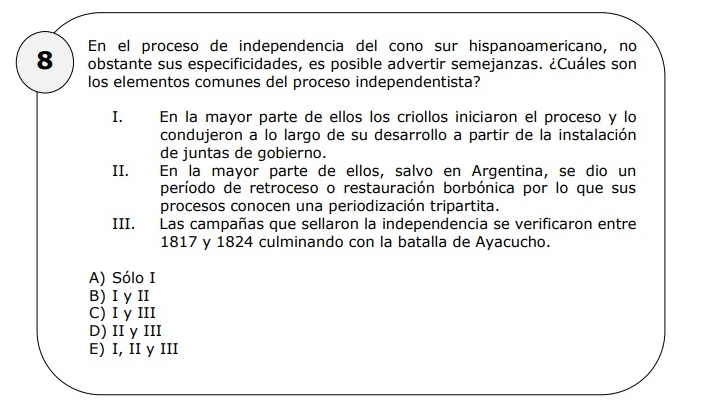 8
En el proceso de independencia del cono sur hispanoamericano, no
obstante sus especificidades, es posible advertir semejanzas. ¿Cuáles son
los elementos comunes del proceso independentista?
I. En la mayor parte de ellos los criollos iniciaron el proceso y lo
condujeron a lo largo de su desarrollo a partir de la instalación
de juntas de gobierno.
II. En la mayor parte de ellos, salvo en Argentina, se dio un
período de retroceso o restauración borbónica por lo que sus
procesos conocen una periodización tripartita.
III. Las campañas que sellaron la independencia se verificaron entre
1817 y 1824 culminando con la batalla de Ayacucho.
A) Sólo I
B) I y II
C) I y III
D) II y III
E) I, II y III